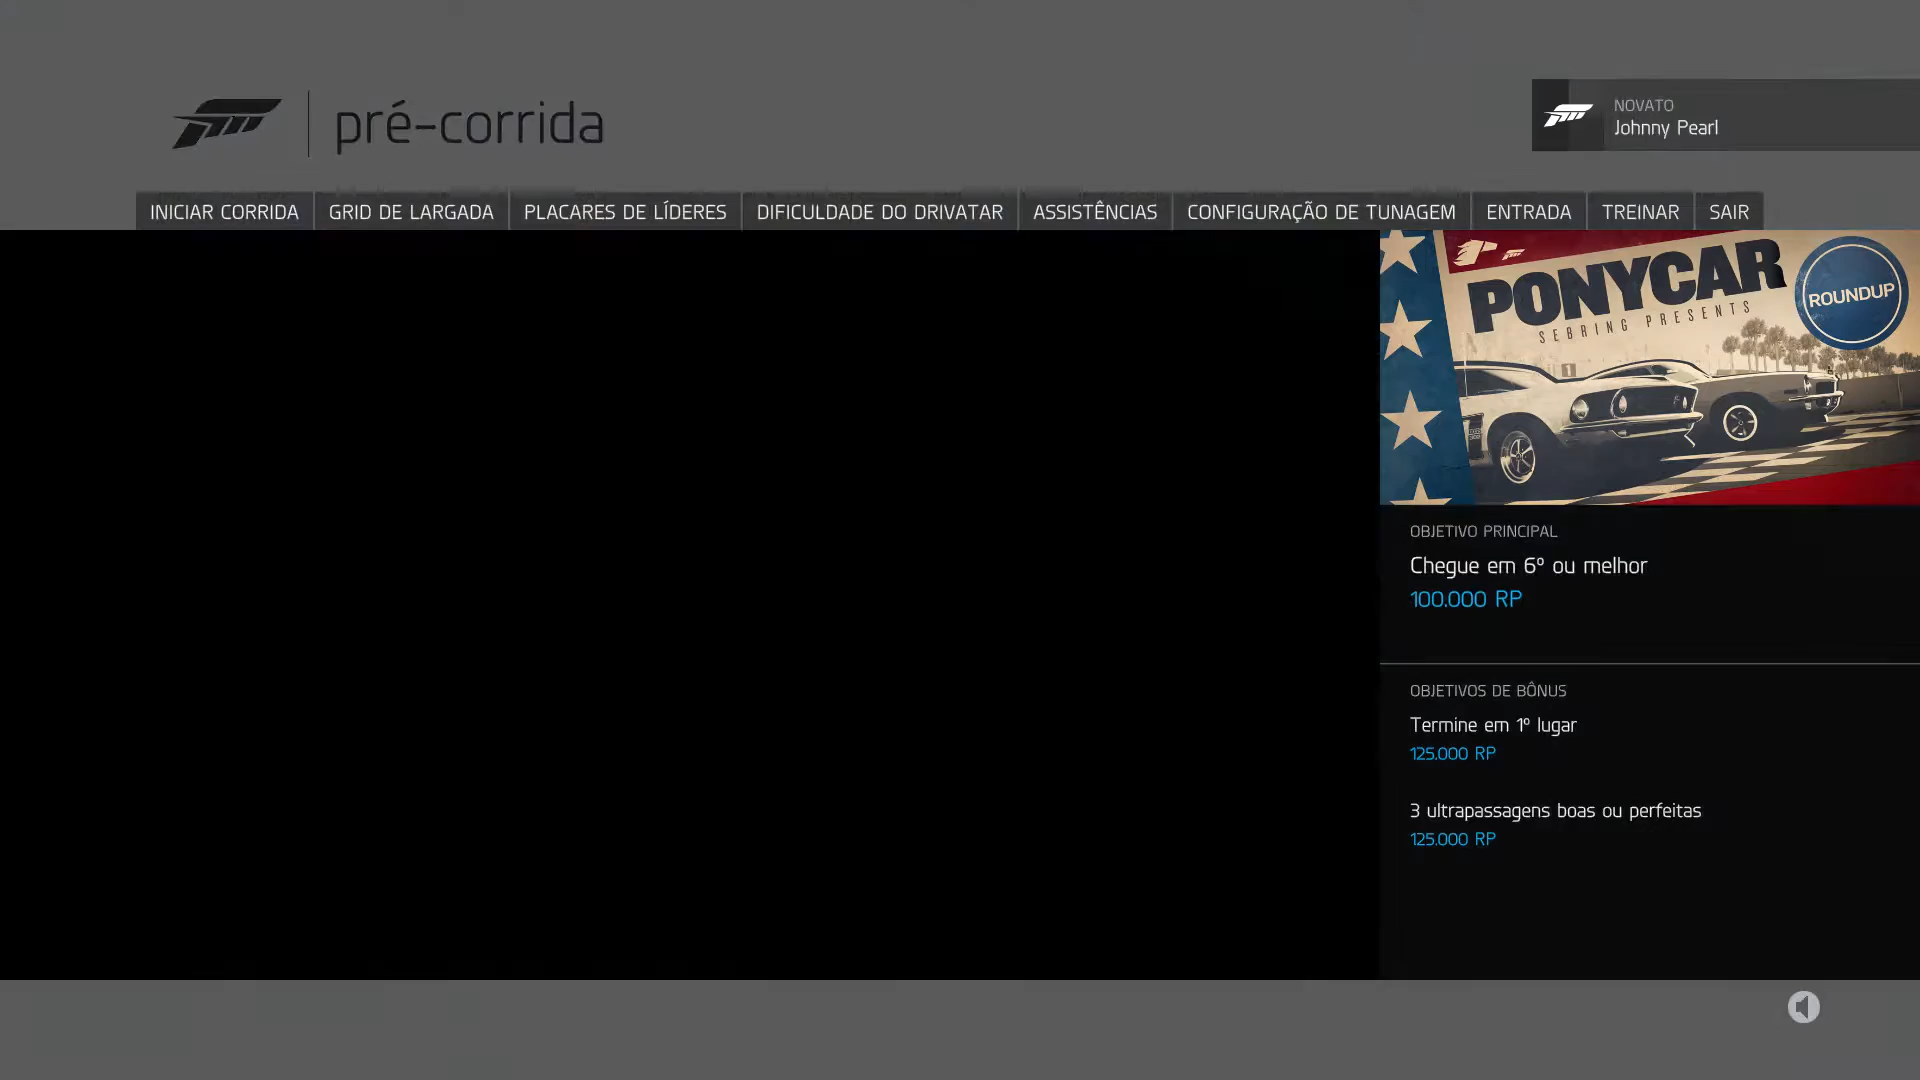 pré-corrida
NOVATO
Johnny Pearl
INICIAR CORRIDA
GRID DE LARGADA
PLACARES DE LÍDERES
DIFICULDADE DO DRIVATAR
ASSISTÊNCIAS
CONFIGURAÇÃO DE TUNAGEM
ENTRADA
TREINAR
SAIR
PONYCAR
ROUNDUP
SEBRING PRESENTS
OBJETIVO PRINCIPAL
Chegue em 6º ou melhor
100.000 RP
OBJETIVOS DE BÔNUS
Termine em 1º lugar
125.000 RP
3 ultrapassagens boas ou perfeitas
125.000 RP